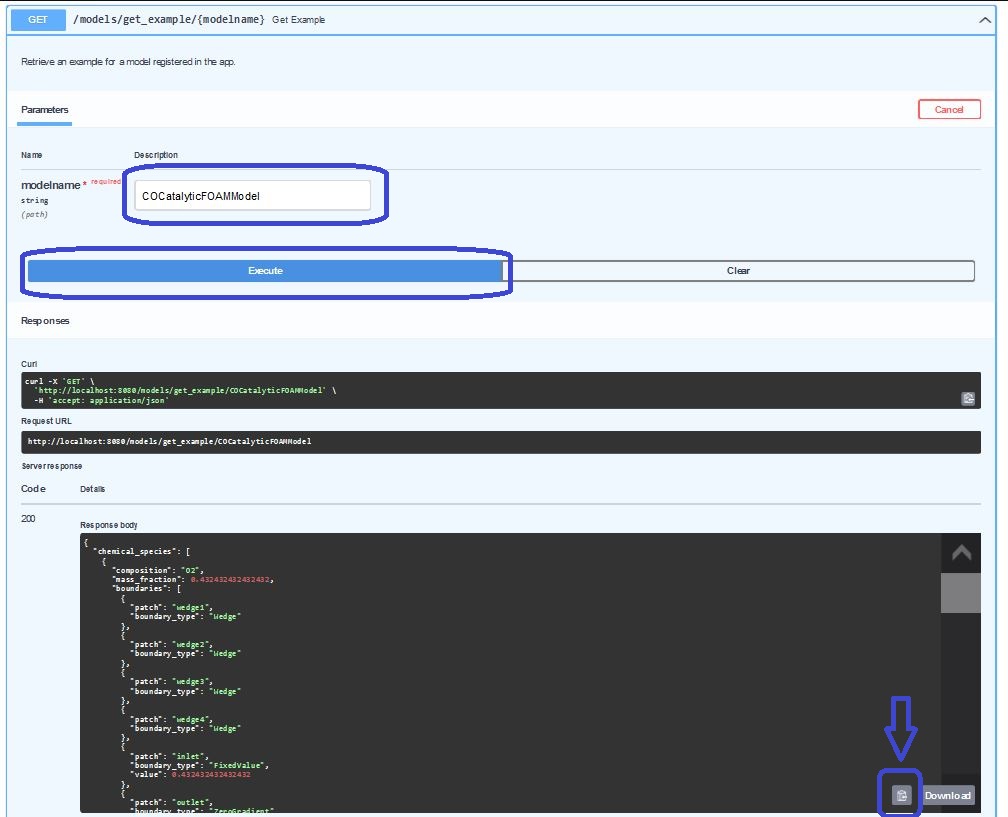 GET /models/get_example/{modelname} Get Example
Retrieve an example for a model registered in the app.
Parameters Cancel
Name Description
modelname * required
string
(path)
COCatalyticFOAMModel
Execute Clear
Responses
Curl
curl -X 'GET' \
'http://localhost:8080/models/get_example/COCatalyticFOAMModel' \
-H 'accept: application/json'
Request URL
http://localhost:8080/models/get_example/COCatalyticFOAMModel
Server response
Code Details
200
Response body
{
"chemical_species": [
{
"composition": "O2",
"mass_fraction": 0.432432432432432,
"boundaries": [
{
"patch": "wedge1",
"boundary_type": "Wedge"
},
{
"patch": "wedge2",
"boundary_type": "Wedge"
},
{
"patch": "wedge3",
"boundary_type": "Wedge"
},
{
"patch": "wedge4",
"boundary_type": "Wedge"
},
{
"patch": "inlet",
"boundary_type": "FixedValue",
"value": 0.432432432432432
},
{
"patch": "outlet",
"boundary_type": "ZeroGradient"
Download